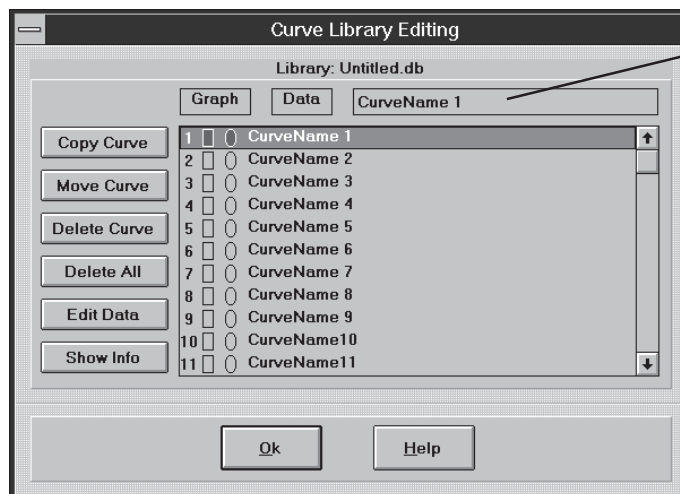 Curve Library Editing
Library: Untitled.db
Graph Data CurveName 1
Copy Curve
Move Curve
Delete Curve
Delete All
Edit Data
Show Info
1 CurveName 1
2 CurveName 2
3 CurveName 3
4 CurveName 4
5 CurveName 5
6 CurveName 6
7 CurveName 7
8 CurveName 8
9 CurveName 9
10 CurveName10
11 CurveName11
Ok Help